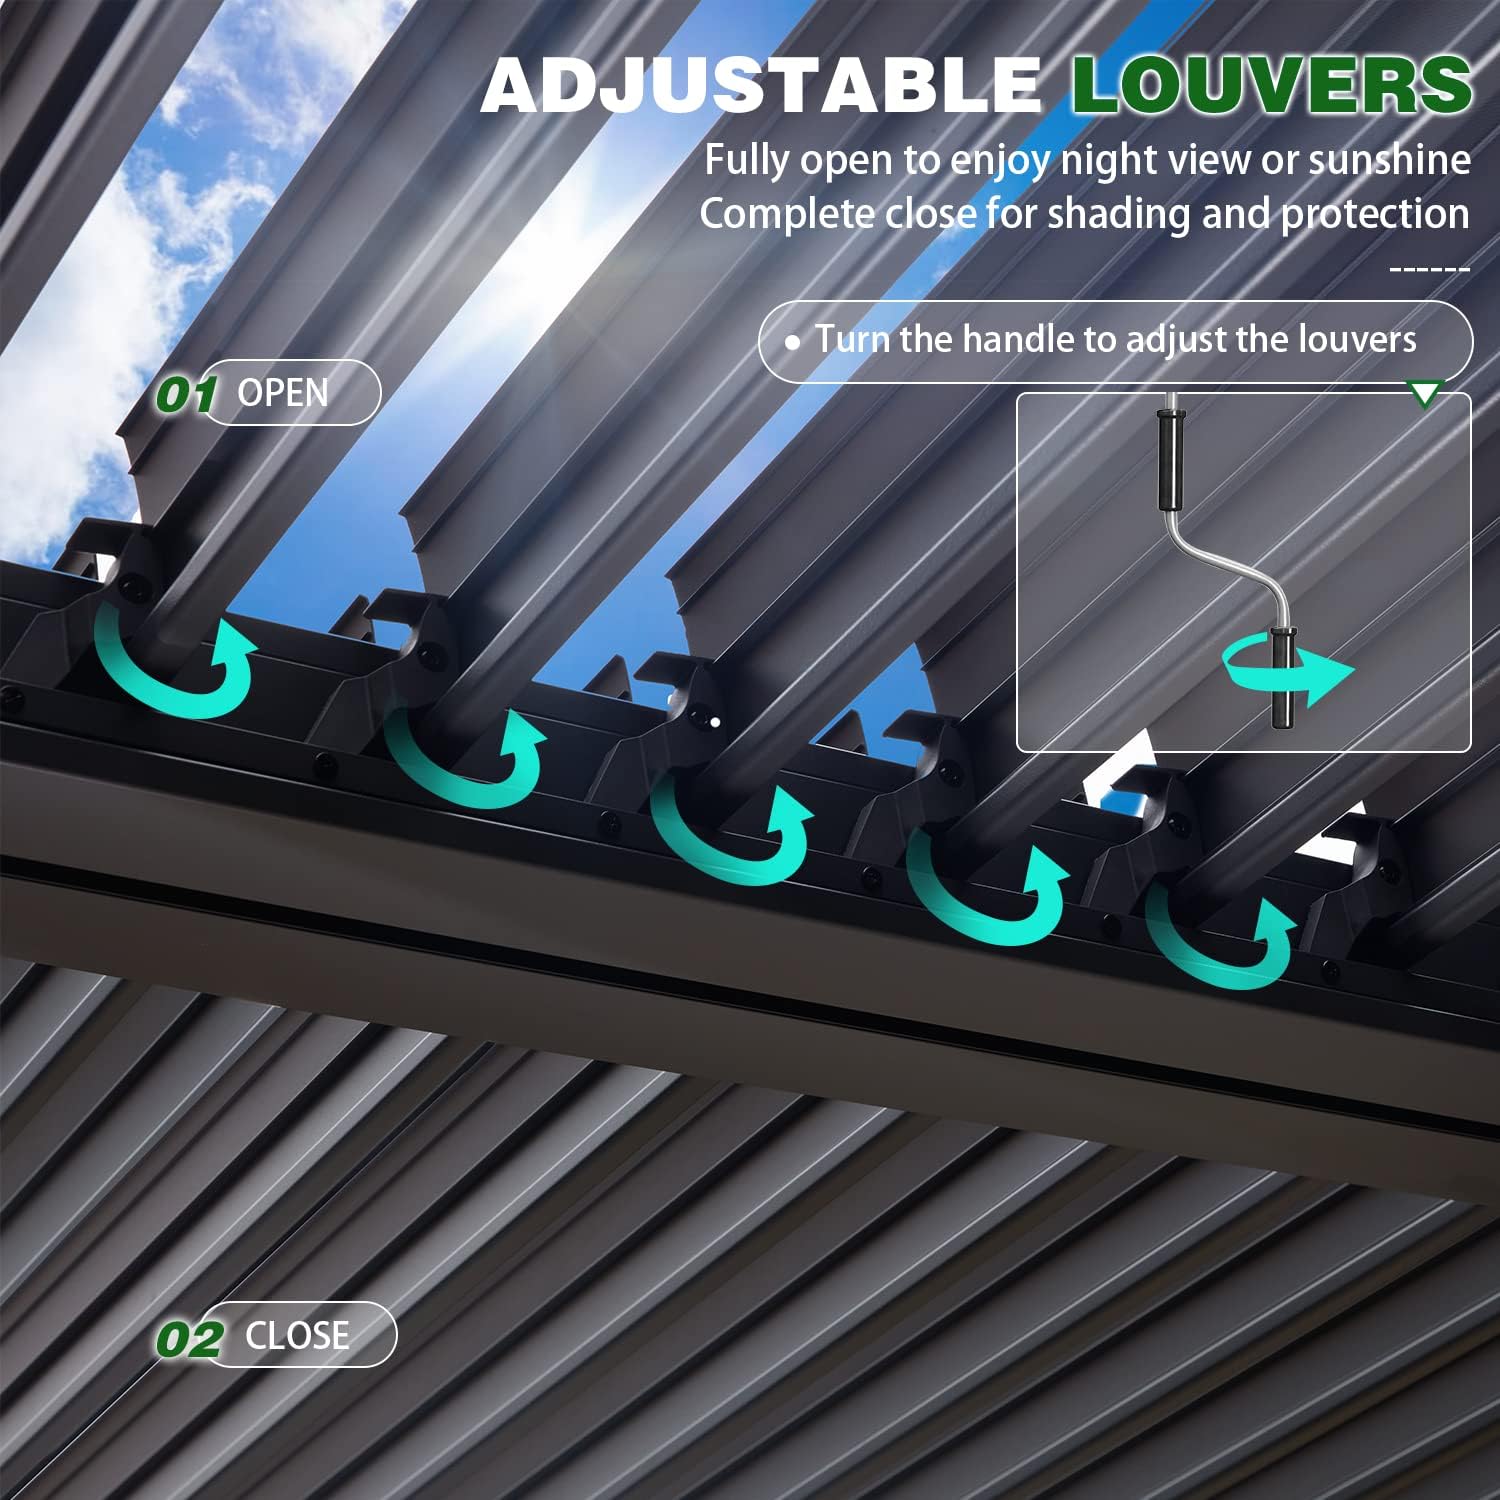 ADJUSTABLE LOUVERS
Fully open to enjoy night view or sunshine
Complete close for shading and protection
------
• Turn the handle to adjust the louvers
01 OPEN
02 CLOSE